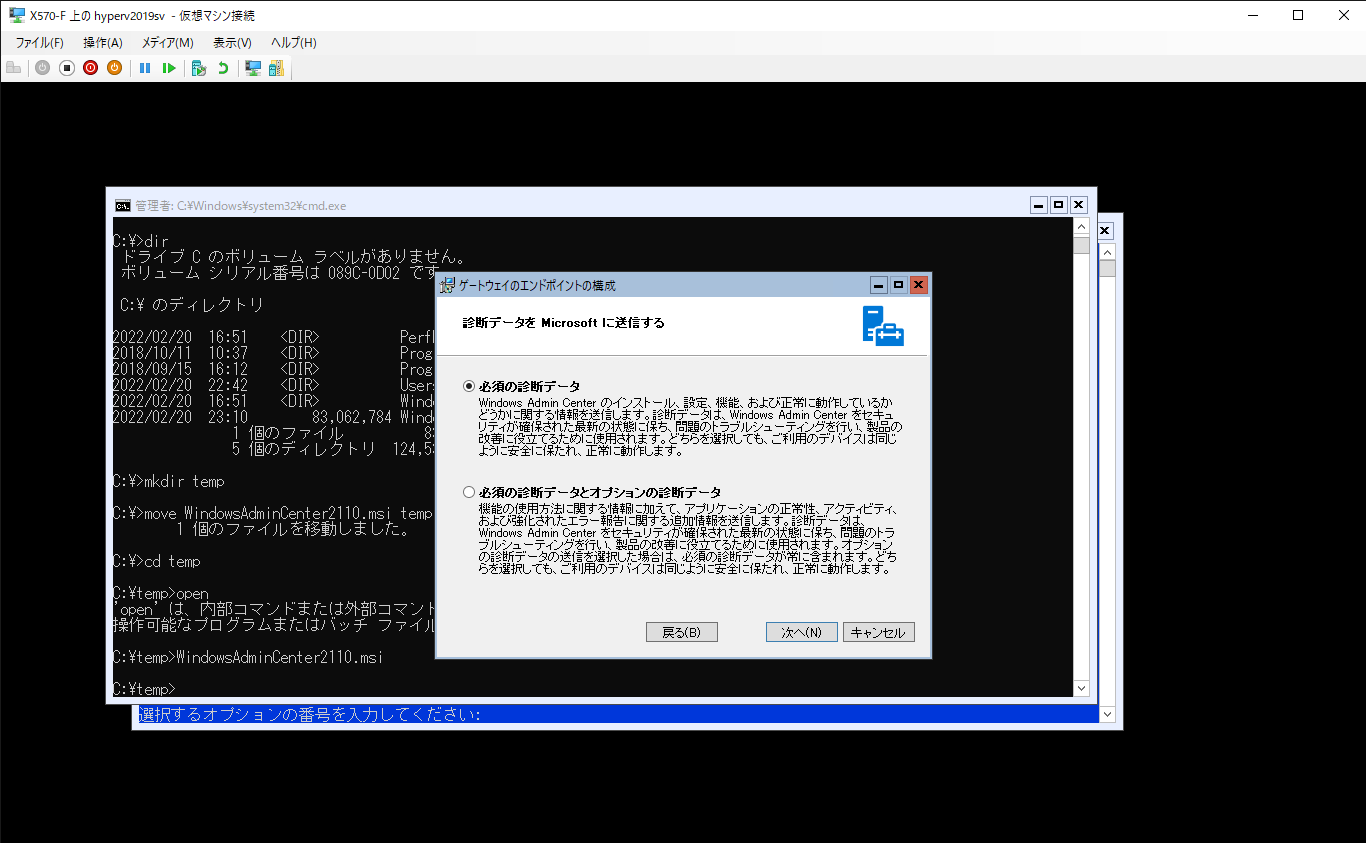 X570-F 上の hyperv2019sv - 仮想マシン接続
ファイル(F) 操作(A) メディア(M) 表示(V) ヘルプ(H)
管理者: C:¥Windows¥system32¥cmd.exe
C:¥>dir
ドライブ C のボリューム ラベルがありません。
ボリューム シリアル番号は 089C-0D02 です
C:¥ のディレクトリ
2022/02/20 16:51 <DIR> Perfl
2018/10/11 10:37 <DIR> Prog
2018/09/15 16:12 <DIR> Prog
2022/02/20 22:42 <DIR> Users
2022/02/20 16:51 <DIR> Wind
2022/02/20 23:10 83,062,784 Wind
1 個のファイル 83
5 個のディレクトリ 124,53
C:¥>mkdir temp
C:¥>move WindowsAdminCenter2110.msi temp
1 個のファイルを移動しました。
C:¥>cd temp
C:¥temp>open
'open' は、内部コマンドまたは外部コマント
操作可能なプログラムまたはバッチ ファイル
C:¥temp>WindowsAdminCenter2110.msi
C:¥temp>
選択するオプションの番号を入力してください:
ゲートウェイのエンドポイントの構成
診断データを Microsoft に送信する
必須の診断データ
Windows Admin Center のインストール、設定、機能、および正常に動作しているか
どうかに関する情報を送信します。診断データは、Windows Admin Center をセキュ
リティが確保された最新の状態に保ち、問題のトラブルシューティングを行い、製品の
改善に役立てるために使用されます。どちらを選択しても、ご利用のデバイスは同じ
ように安全に保たれ、正常に動作します。
必須の診断データとオプションの診断データ
機能の使用方法に関する情報に加えて、アプリケーションの正常性、アクティビティ、
および強化されたエラー報告に関する追加情報を送信します。診断データは、
Windows Admin Center をセキュリティが確保された最新の状態に保ち、問題のトラ
ブルシューティングを行い、製品の改善に役立てるために使用されます。オプション
の診断データの送信を選択した場合は、必須の診断データが常に含まれます。どち
らを選択しても、ご利用のデバイスは同じように安全に保たれ、正常に動作します。
戻る(B) 次へ(N) キャンセル